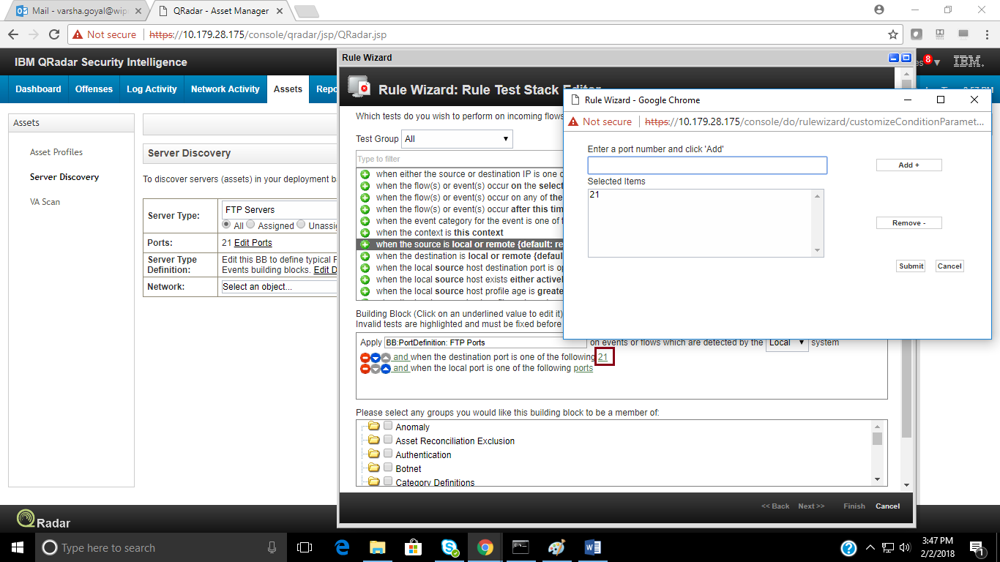 Mail - varsha.goyal@wip
QRadar - Asset Manager
Not secure https://10.179.28.175/console/qradar/jsp/QRadar.jsp
IBM QRadar Security Intelligence
8
IBM.
Dashboard Offenses Log Activity Network Activity Assets Repo
Assets
Asset Profiles
Server Discovery
VA Scan
Server Discovery
To discover servers (assets) in your deployment ba
Server Type:
FTP Servers
All Assigned Unassig
Ports:
21 Edit Ports
Server Type Definition:
Edit this BB to define typical F
Events building blocks. Edit D
Network:
Select an object...
Rule Wizard
Rule Wizard: Rule Test Stack Editor
Which tests do you wish to perform on incoming flows
Test Group All
Type to filter
when either the source or destination IP is one o
when the flow(s) or event(s) occur on the select
when the flow(s) or event(s) occur on any of the
when the flow(s) or event(s) occur after this tim
when the event category for the event is one of t
when the context is this context
when the source is local or remote {default: re
when the destination is local or remote {defaul
when the local source host destination port is op
when the local source host exists either activel
when the local source host profile age is greate
Building Block (Click on an underlined value to edit it)
Invalid tests are highlighted and must be fixed before
Apply BB:PortDefinition: FTP Ports on events or flows which are detected by the Local system
and when the destination port is one of the following 21
and when the local port is one of the following ports
Please select any groups you would like this building block to be a member of:
Anomaly
Asset Reconciliation Exclusion
Authentication
Botnet
Category Definitions
<< Back Next >> Finish Cancel
Rule Wizard - Google Chrome
Not secure https://10.179.28.175/console/do/rulewizard/customizeConditionParamet...
Enter a port number and click 'Add'
Add +
Selected Items
21
Remove -
Submit Cancel
QRadar
Type here to search
3:47 PM
2/2/2018
1